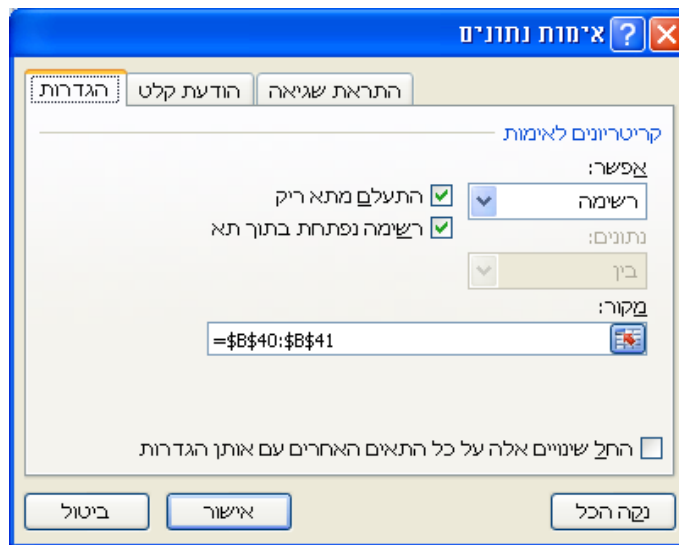 אימות נתונים
הגדרות הודעת קלט התראת שגיאה
קריטריונים לאימות
אפשר:
רשימה התעלם מתא ריק
רשימה נפתחת בתוך תא
נתונים:
בין
מקור:
=$B$40:$B$41
החל שינויים אלה על כל התאים האחרים עם אותן הגדרות
נקה הכל אישור ביטול